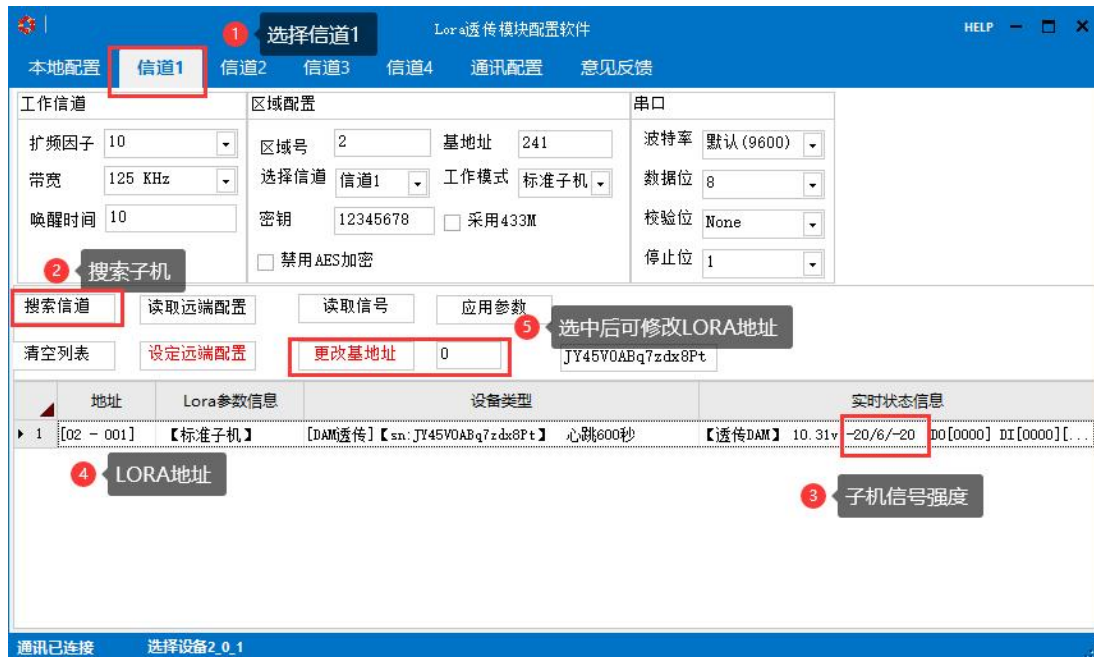 1 选择信道1
Lora透传模块配置软件
HELP
本地配置 信道1 信道2 信道3 信道4 通讯配置 意见反馈
工作信道 区域配置 串口
扩频因子 10 区域号 2 基地址 241 波特率 默认(9600)
带宽 125 KHz 选择信道 信道1 工作模式 标准子机 数据位 8
唤醒时间 10 密钥 12345678 采用433M 校验位 None
2 搜索子机 禁用AES加密 停止位 1
搜索信道 读取远端配置 读取信号 应用参数
5 选中后可修改LORA地址
清空列表 设定远端配置 更改基地址 0 JY45V0ABq7zdx8Pt
地址 Lora参数信息 设备类型 实时状态信息
1 [02 - 001] 【标准子机】 [DAM透传]【sn:JY45V0ABq7zdx8Pt】 心跳600秒 【透传DAM】 10.31v -20/6/-20 DO[0000] DI[0000][...
4 LORA地址
3 子机信号强度
通讯已连接 选择设备2_0_1